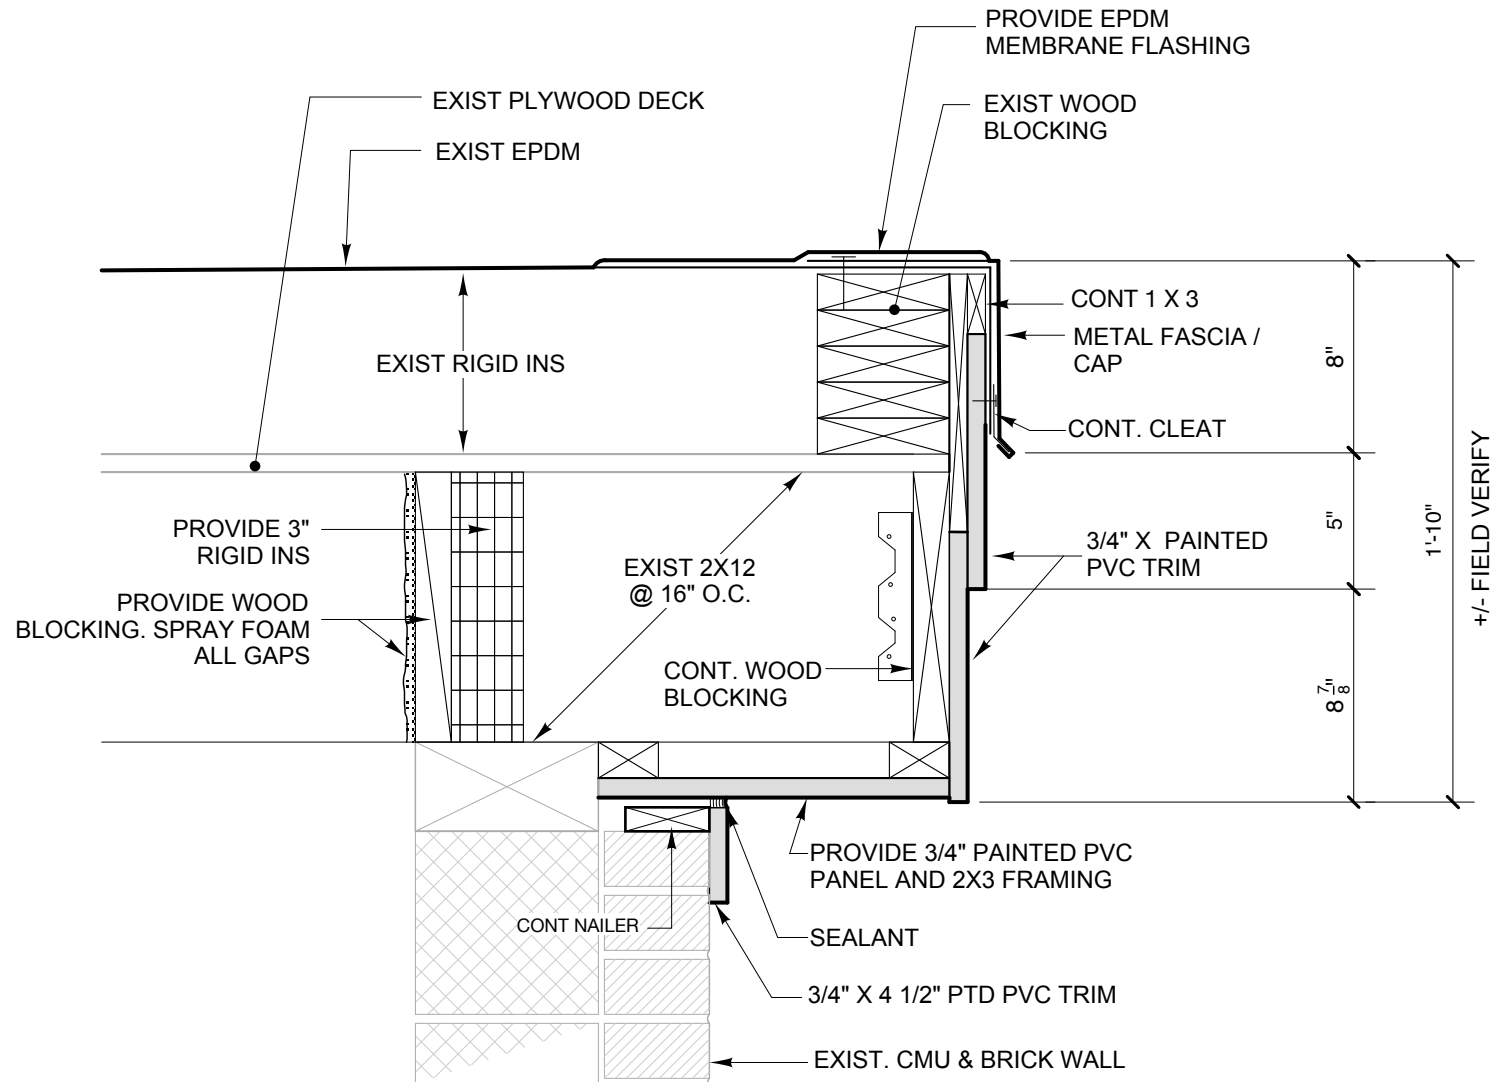 PROVIDE EPDM
MEMBRANE FLASHING
EXIST PLYWOOD DECK
EXIST WOOD
BLOCKING
EXIST EPDM
CONT 1 X 3
METAL FASCIA /
CAP
EXIST RIGID INS
8"
CONT. CLEAT
PROVIDE 3"
RIGID INS
EXIST 2X12
@ 16" O.C.
3/4" X  PAINTED
PVC TRIM
5"
1'-10"
+/- FIELD VERIFY
PROVIDE WOOD
BLOCKING. SPRAY FOAM
ALL GAPS
CONT. WOOD
BLOCKING
8 7/8"
PROVIDE 3/4" PAINTED PVC
PANEL AND 2X3 FRAMING
CONT NAILER
SEALANT
3/4" X 4 1/2" PTD PVC TRIM
EXIST. CMU & BRICK WALL